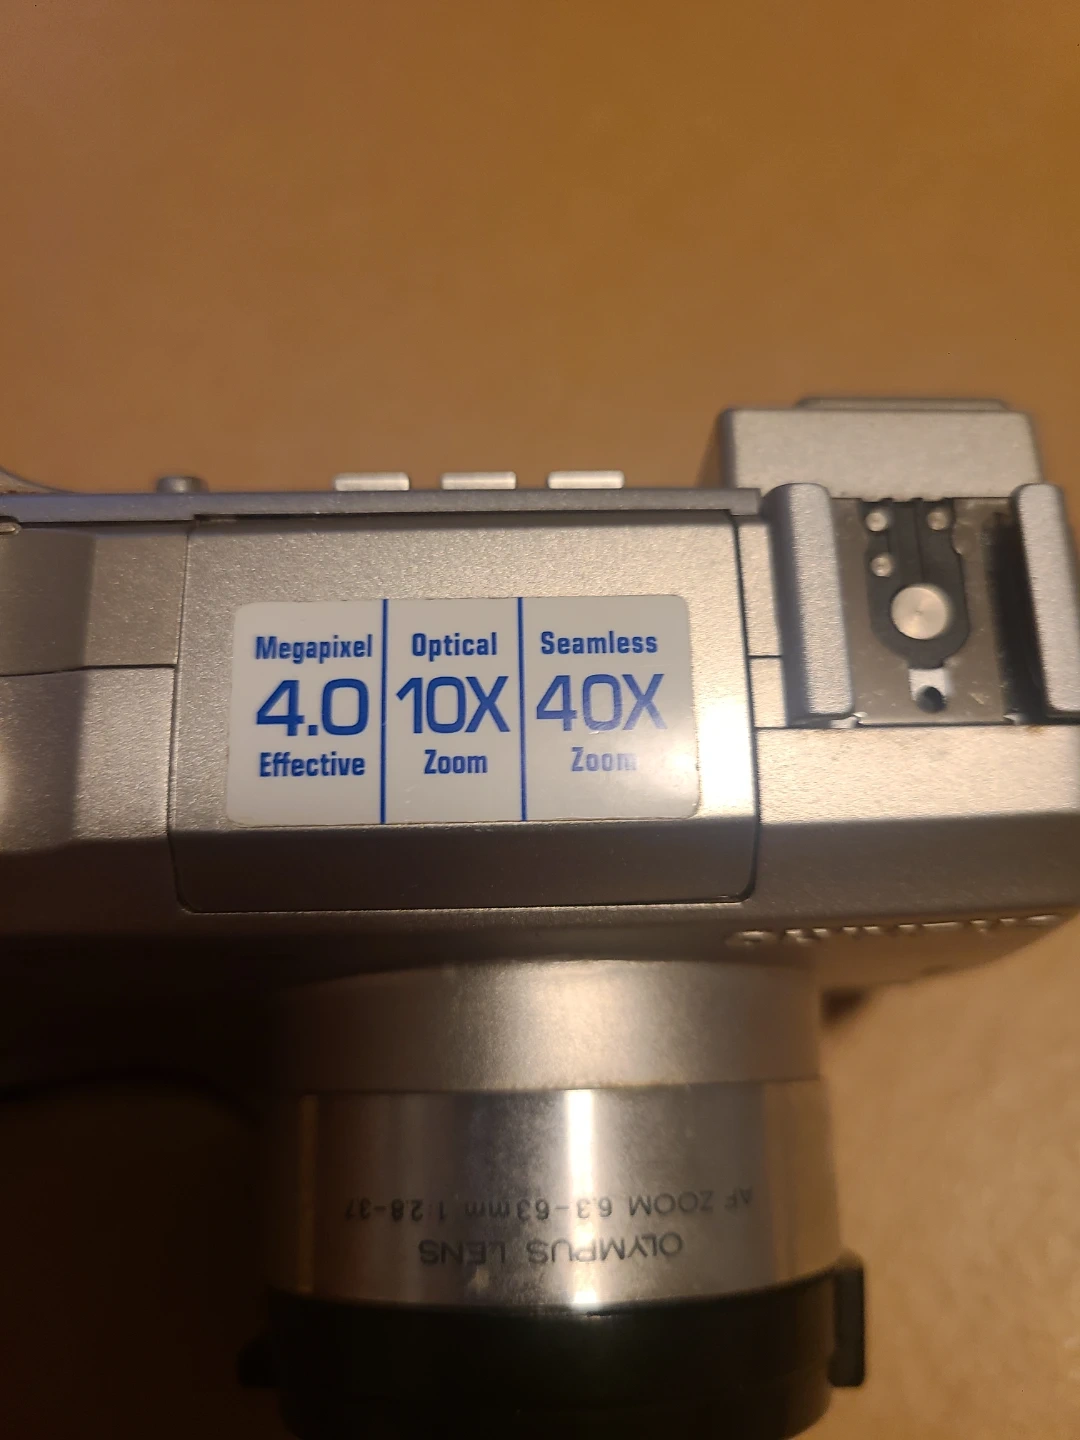 Megapixel
4.0
Effective
Optical
10X
Zoom
Seamless
40X
Zoom
OLYMPUS
OLYMPUS LENS
AF ZOOM 6.3-63mm 1:2.8-3.7